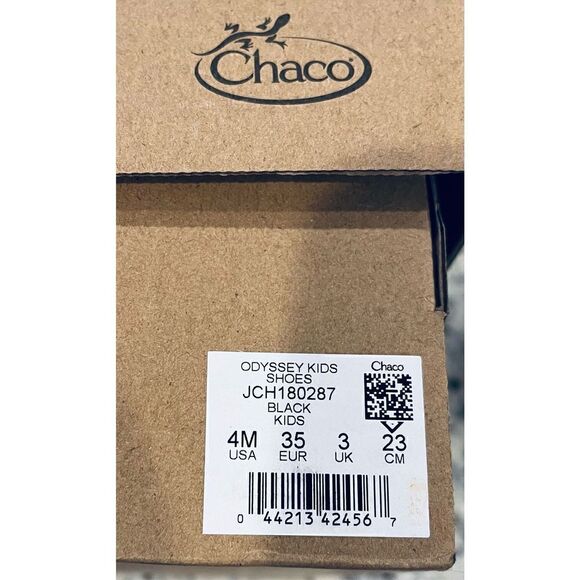 Chaco
ODYSSEY KIDS
SHOES
JCH180287
BLACK
KIDS
Chaco
4M 35 3 23
USA EUR UK CM
0 44213 42456 7